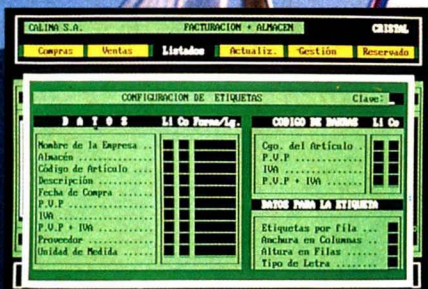 CALINA S.A. FACTURACION + ALMACEN CRISTAL
Compras Ventas Listados Actualiz. Gestión Reservado
CONFIGURACION DE ETIQUETAS Clave:
D A T O S Li Co Forma/Lg.
Nombre de la Empresa ..
Almacén ...............
Código de Artículo ....
Descripción ...........
Fecha de Compra .......
P.V.P .................
IVA ...................
P.V.P + IVA ...........
Proveedor .............
Unidad de Medida ......
CODIGO DE BARRAS Li Co
Cgo. del Artículo .....
P.V.P .................
IVA ...................
P.V.P + IVA ...........
DATOS PARA LA ETIQUETA
Etiquetas por fila ....
Anchura en Columnas ...
Altura en Filas .......
Tipo de Letra .........